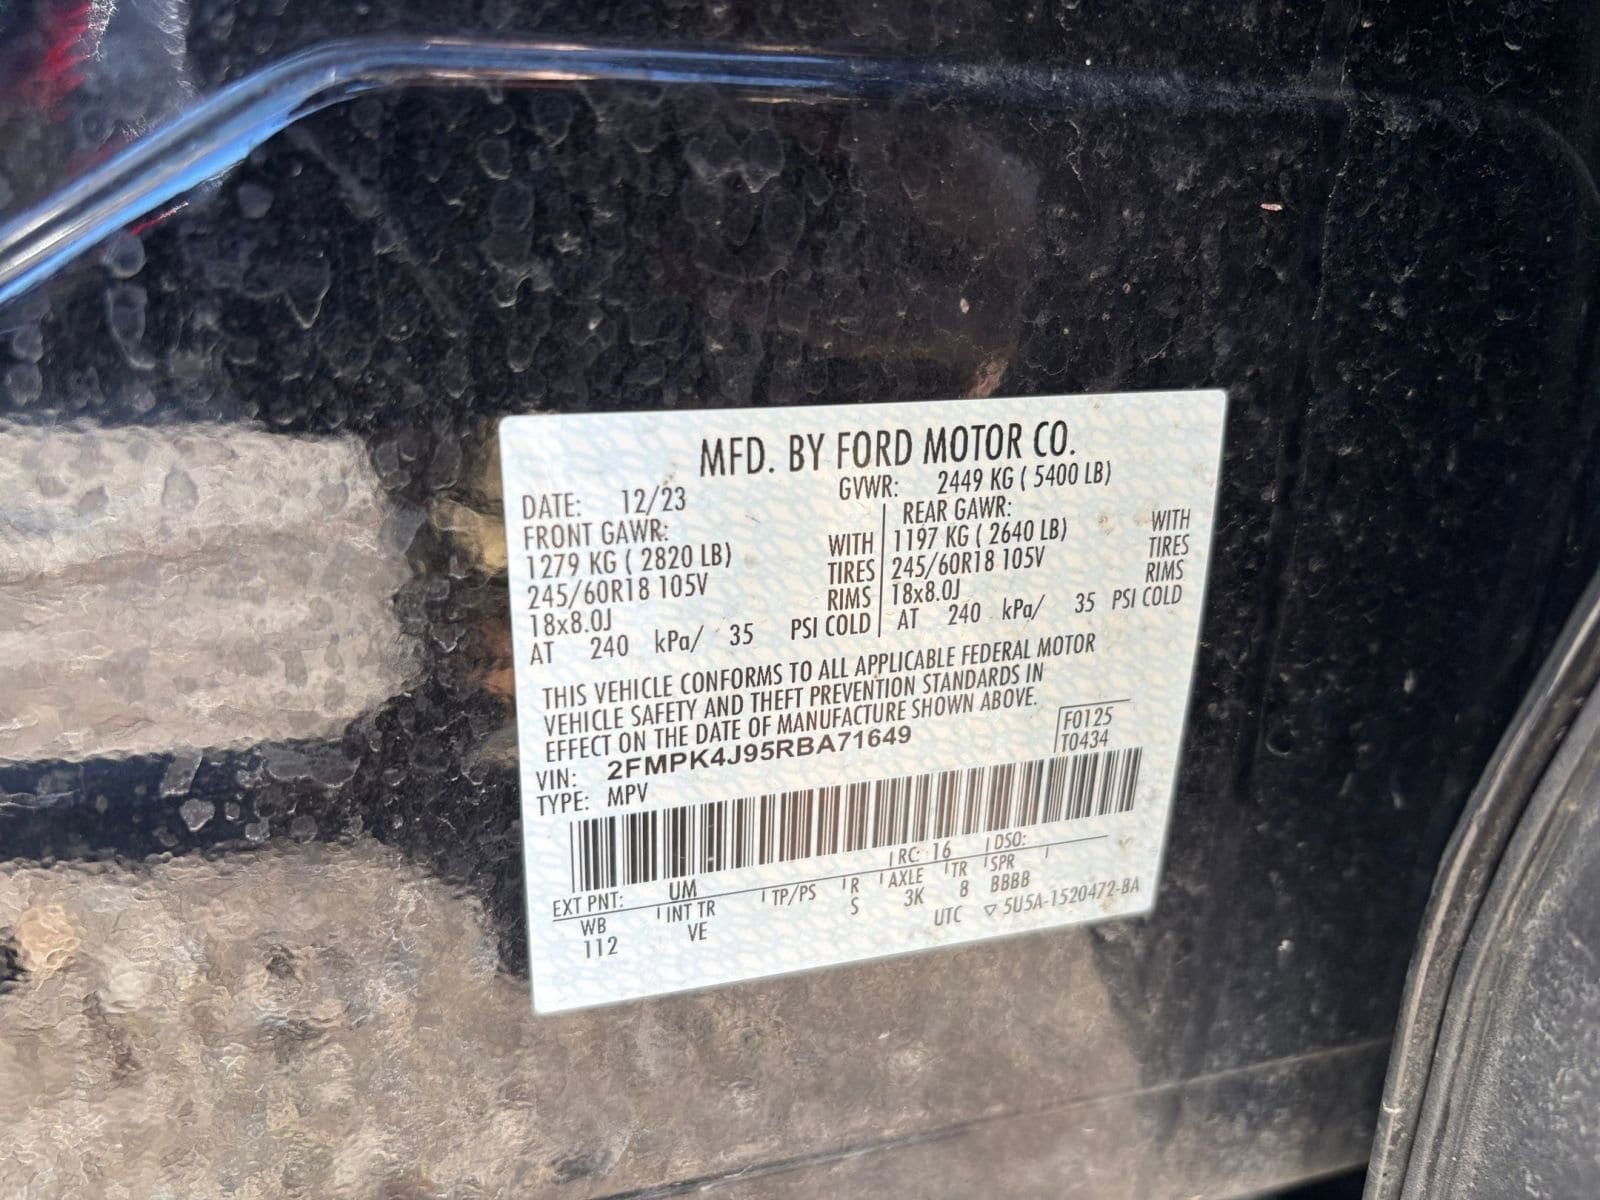 MFD. BY FORD MOTOR CO.
DATE: 12/23 GVWR: 2449 KG ( 5400 LB)
FRONT GAWR: REAR GAWR:
1279 KG ( 2820 LB) WITH 1197 KG ( 2640 LB) WITH
245/60R18 105V TIRES 245/60R18 105V TIRES
18x8.0J RIMS 18x8.0J RIMS
AT 240 kPa/ 35 PSI COLD AT 240 kPa/ 35 PSI COLD
THIS VEHICLE CONFORMS TO ALL APPLICABLE FEDERAL MOTOR
VEHICLE SAFETY AND THEFT PREVENTION STANDARDS IN
EFFECT ON THE DATE OF MANUFACTURE SHOWN ABOVE.
VIN: 2FMPK4J95RBA71649 F0125
TYPE: MPV T0434
EXT PNT: UM RC: 16 DSO:
WB INT TR TP/PS R AXLE TR SPR
112 VE S 3K 8 BBBB
UTC ▽ 5U5A-1520472-BA